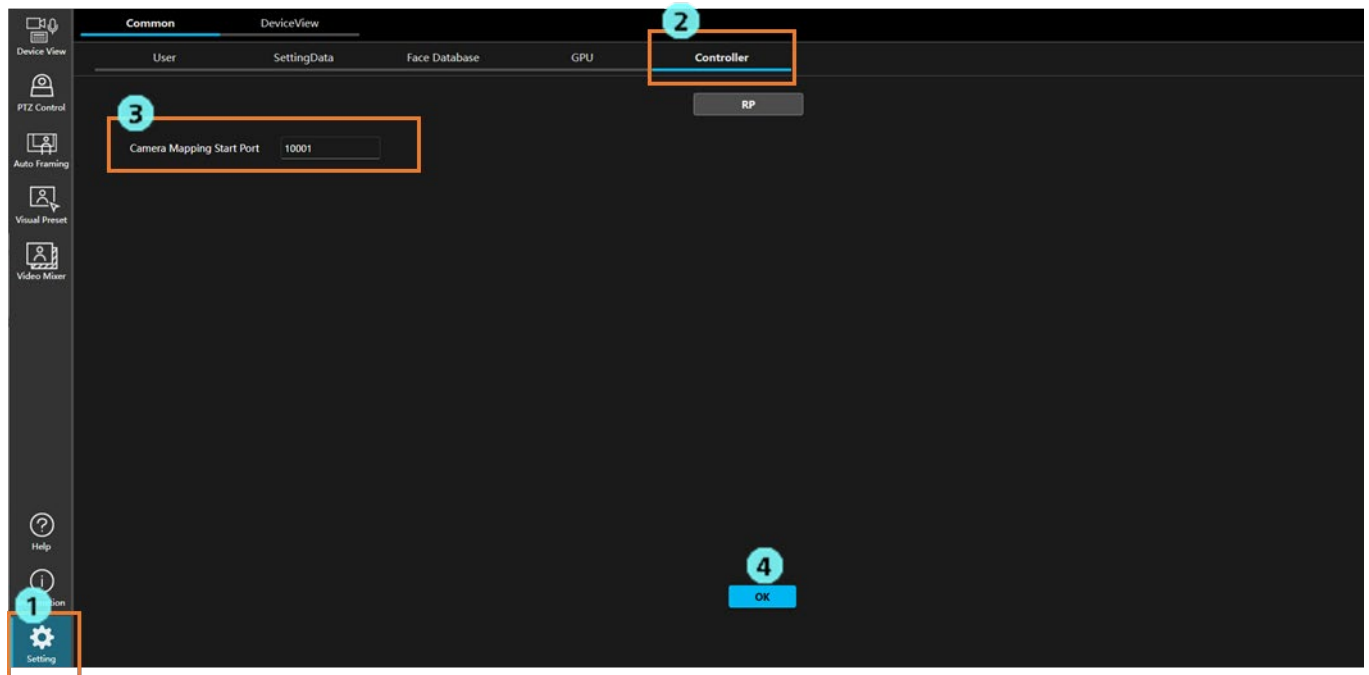 Common
DeviceView
2
Device View
User
SettingData
Face Database
GPU
Controller
PTZ Control
3
RP
Camera Mapping Start Port
10001
Auto Framing
Visual Preset
Video Mixer
Help
4
OK
1
Setting